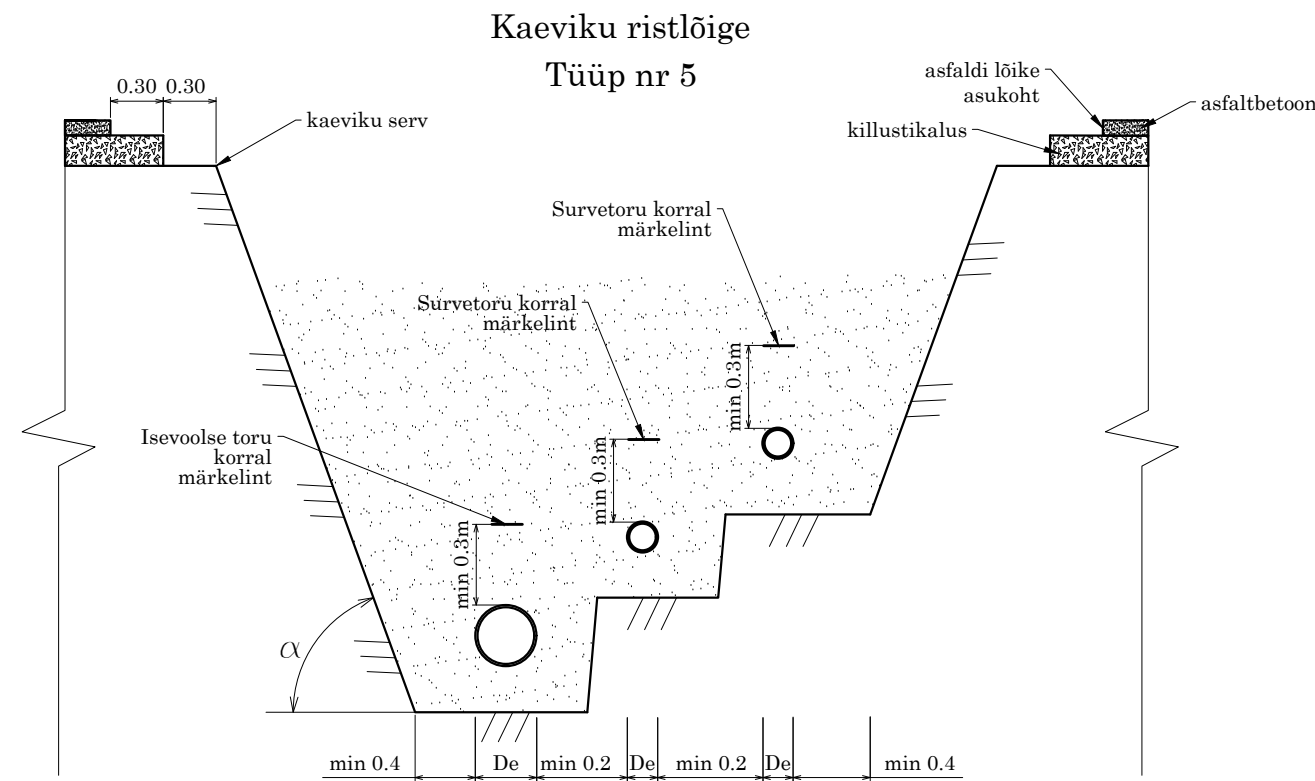 Kaeviku ristlõige
Tüüp nr 5
0.30 0.30
kaeviku serv
asfaldi lõike
asukoht
asfaltbetoon
killustikalus
Survetoru korral
märkelint
Survetoru korral
märkelint
min 0.3m
Isevoolse toru
korral
märkelint
min 0.3m
min 0.3m
α
min 0.4 De min 0.2 De min 0.2 De min 0.4